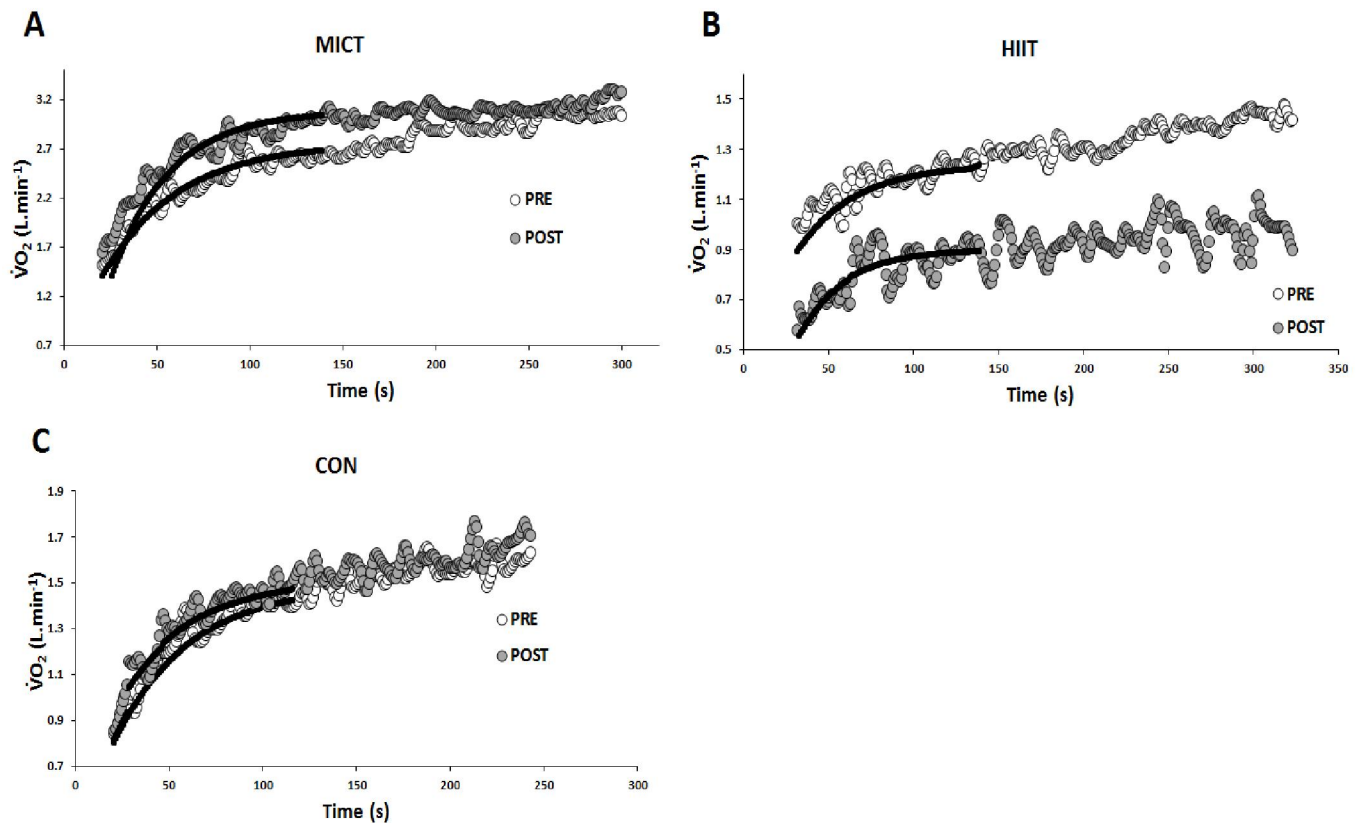 A
MICT
3.2
2.7
2.2
1.7
1.2
0.7
V̇O₂ (L.min⁻¹)
PRE
POST
0 50 100 150 200 250 300
Time (s)
B
HIIT
1.5
1.3
1.1
0.9
0.7
0.5
V̇O₂ (L.min⁻¹)
PRE
POST
0 50 100 150 200 250 300 350
Time (s)
C
CON
1.9
1.7
1.5
1.3
1.1
0.9
0.7
V̇O₂ (L.min⁻¹)
PRE
POST
0 50 100 150 200 250 300
Time (s)